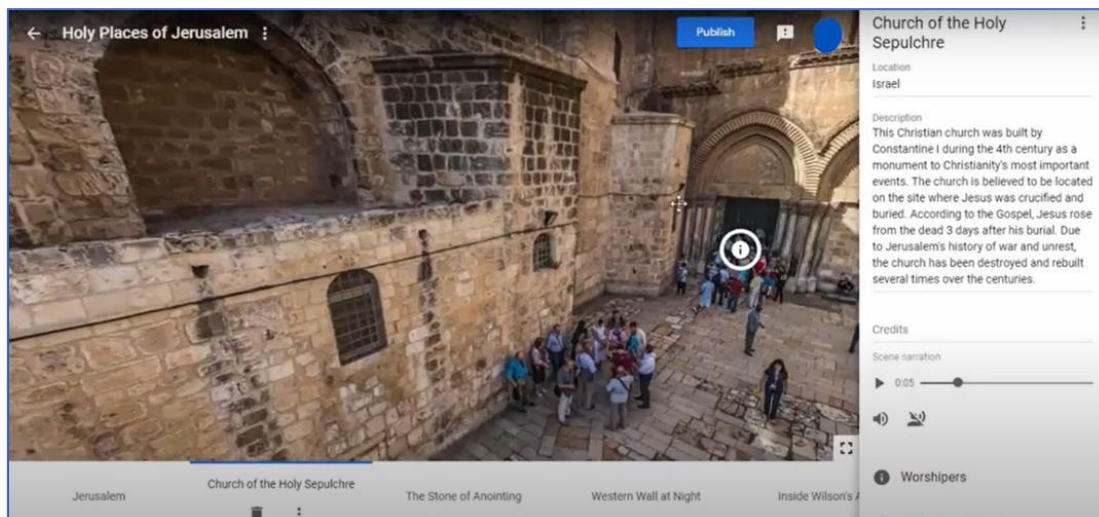 Holy Places of Jerusalem
Publish
Church of the Holy
Sepulchre
Location
Israel
Description
This Christian church was built by
Constantine I during the 4th century as a
monument to Christianity's most important
events. The church is believed to be located
on the site where Jesus was crucified and
buried. According to the Gospel, Jesus rose
from the dead 3 days after his burial. Due
to Jerusalem's history of war and unrest,
the church has been destroyed and rebuilt
several times over the centuries.
Credits
Scene narration
0:05
Worshipers
Jerusalem
Church of the Holy Sepulchre
The Stone of Anointing
Western Wall at Night
Inside Wilson's